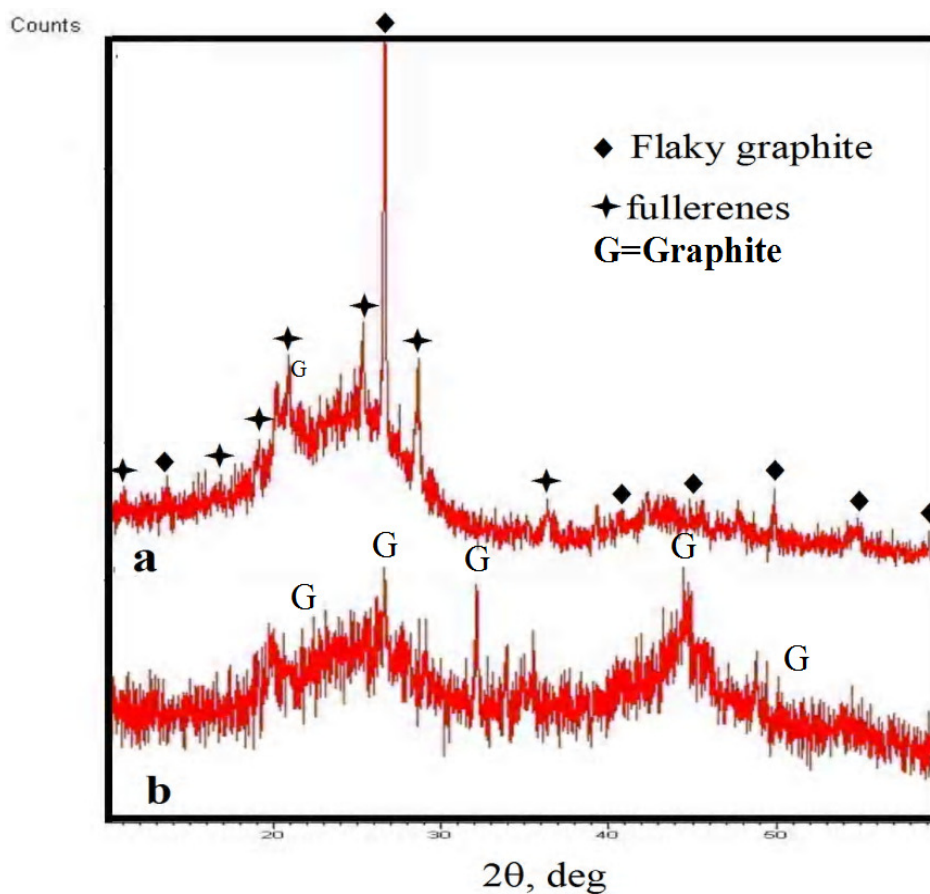 Counts
◆ Flaky graphite
✦ fullerenes
G=Graphite
G
a
G
G
G
G
G
b
20 30 40 50
2θ, deg